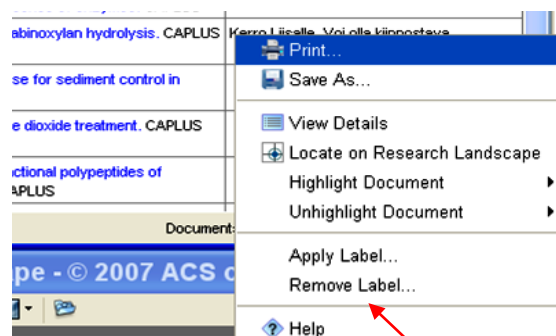 abinoxylan hydrolysis. CAPLUS Kerro Liisalle. Voi olla kiinnostava
Print...
Save As...
se for sediment control in
View Details
e dioxide treatment. CAPLUS
Locate on Research Landscape
ctional polypeptides of
Highlight Document
APLUS
Unhighlight Document
Document
Apply Label...
pe - © 2007 ACS
Remove Label...
Help